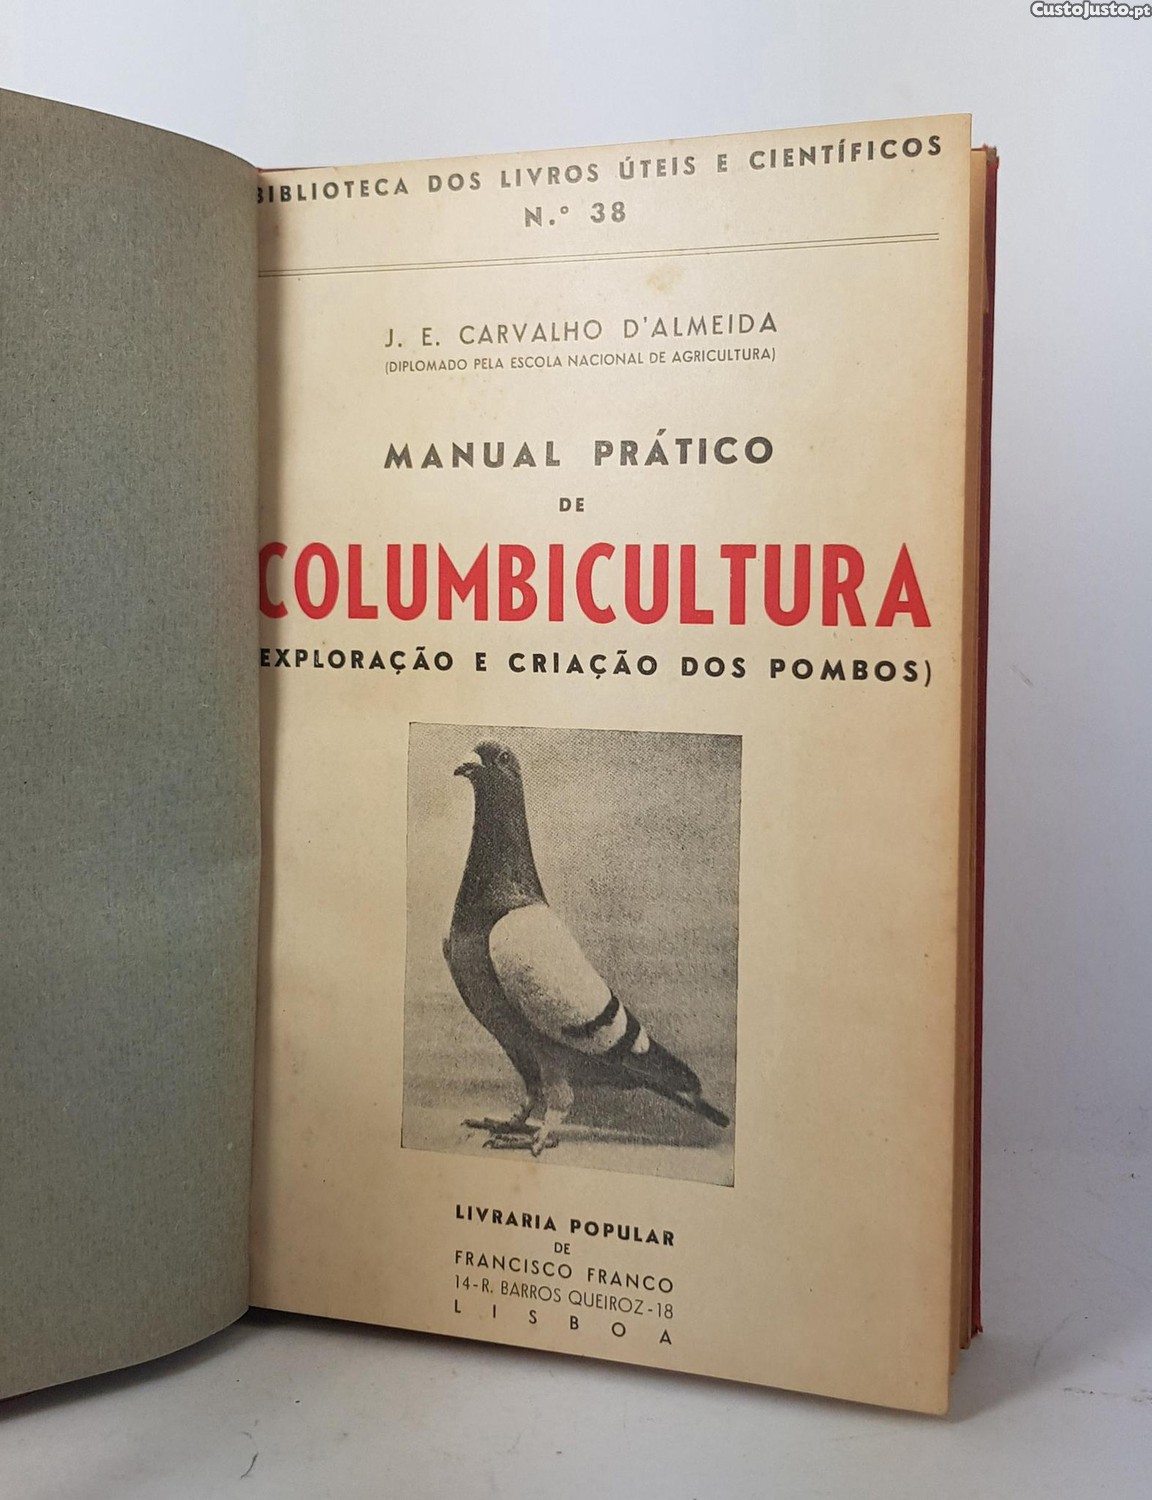 CustoJusto.pt
BIBLIOTECA DOS LIVROS ÚTEIS E CIENTÍFICOS
N.º 38
J. E. CARVALHO D'ALMEIDA
(DIPLOMADO PELA ESCOLA NACIONAL DE AGRICULTURA)
MANUAL PRÁTICO
DE
COLUMBICULTURA
EXPLORAÇÃO E CRIAÇÃO DOS POMBOS)
LIVRARIA POPULAR
DE
FRANCISCO FRANCO
14-R. BARROS QUEIROZ-18
LISBOA